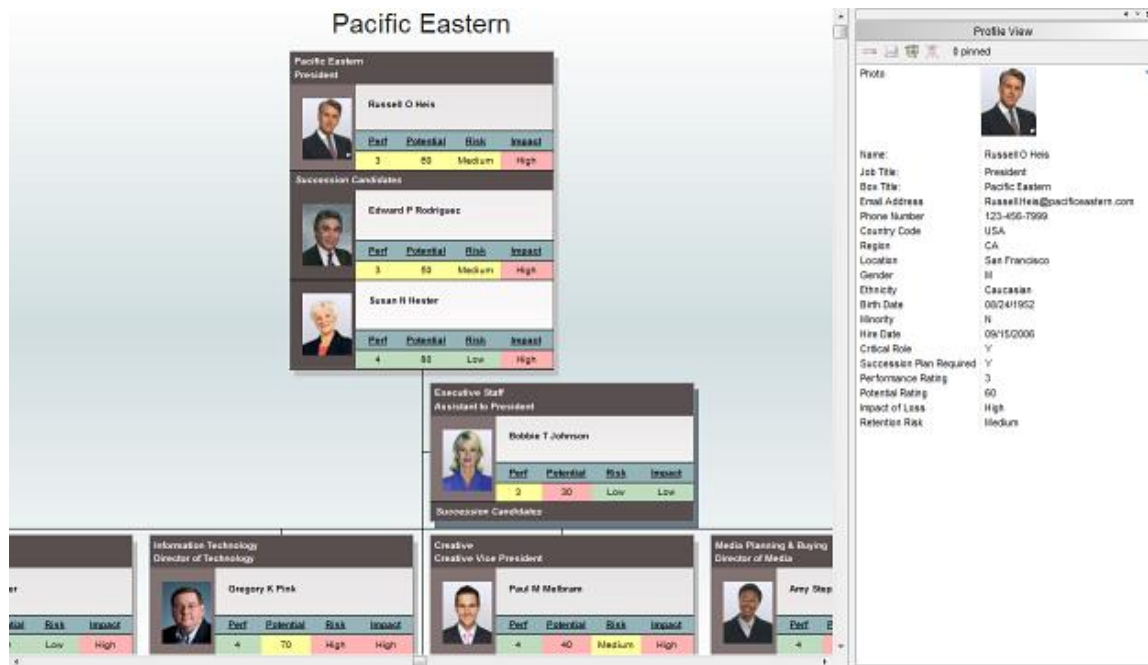 Pacific Eastern
Pacific Eastern
President
Russell O Heis
Perf Potential Risk Impact
3 60 Medium High
Succession Candidates
Edward P Rodriguez
Perf Potential Risk Impact
3 50 Medium High
Susan N Hester
Perf Potential Risk Impact
4 80 Low High
Executive Staff
Assistant to President
Bobbie T Johnson
Perf Potential Risk Impact
3 30 Low Low
Succession Candidates
Risk Impact
Low High
Information Technology
Director of Technology
Gregory K Pink
Perf Potential Risk Impact
4 70 High High
Creative
Creative Vice President
Paul M
Perf Potential Risk Impact
4 40 Medium High
Media Planning & Buying
Director of Media
Amy Step
Perf P
4
Profile View
0 pinned
Photo
Name: Russell O Heis
Job Title: President
Box Title: Pacific Eastern
Email Address RussellHeis@pacificeastern.com
Phone Number 123-456-7999
Country Code USA
Region CA
Location San Francisco
Gender M
Ethnicity Caucasian
Birth Date 08/24/1952
Minority N
Hire Date 09/15/2006
Critical Role Y
Succession Plan Required Y
Performance Rating 3
Potential Rating 60
Impact of Loss High
Retention Risk Medium